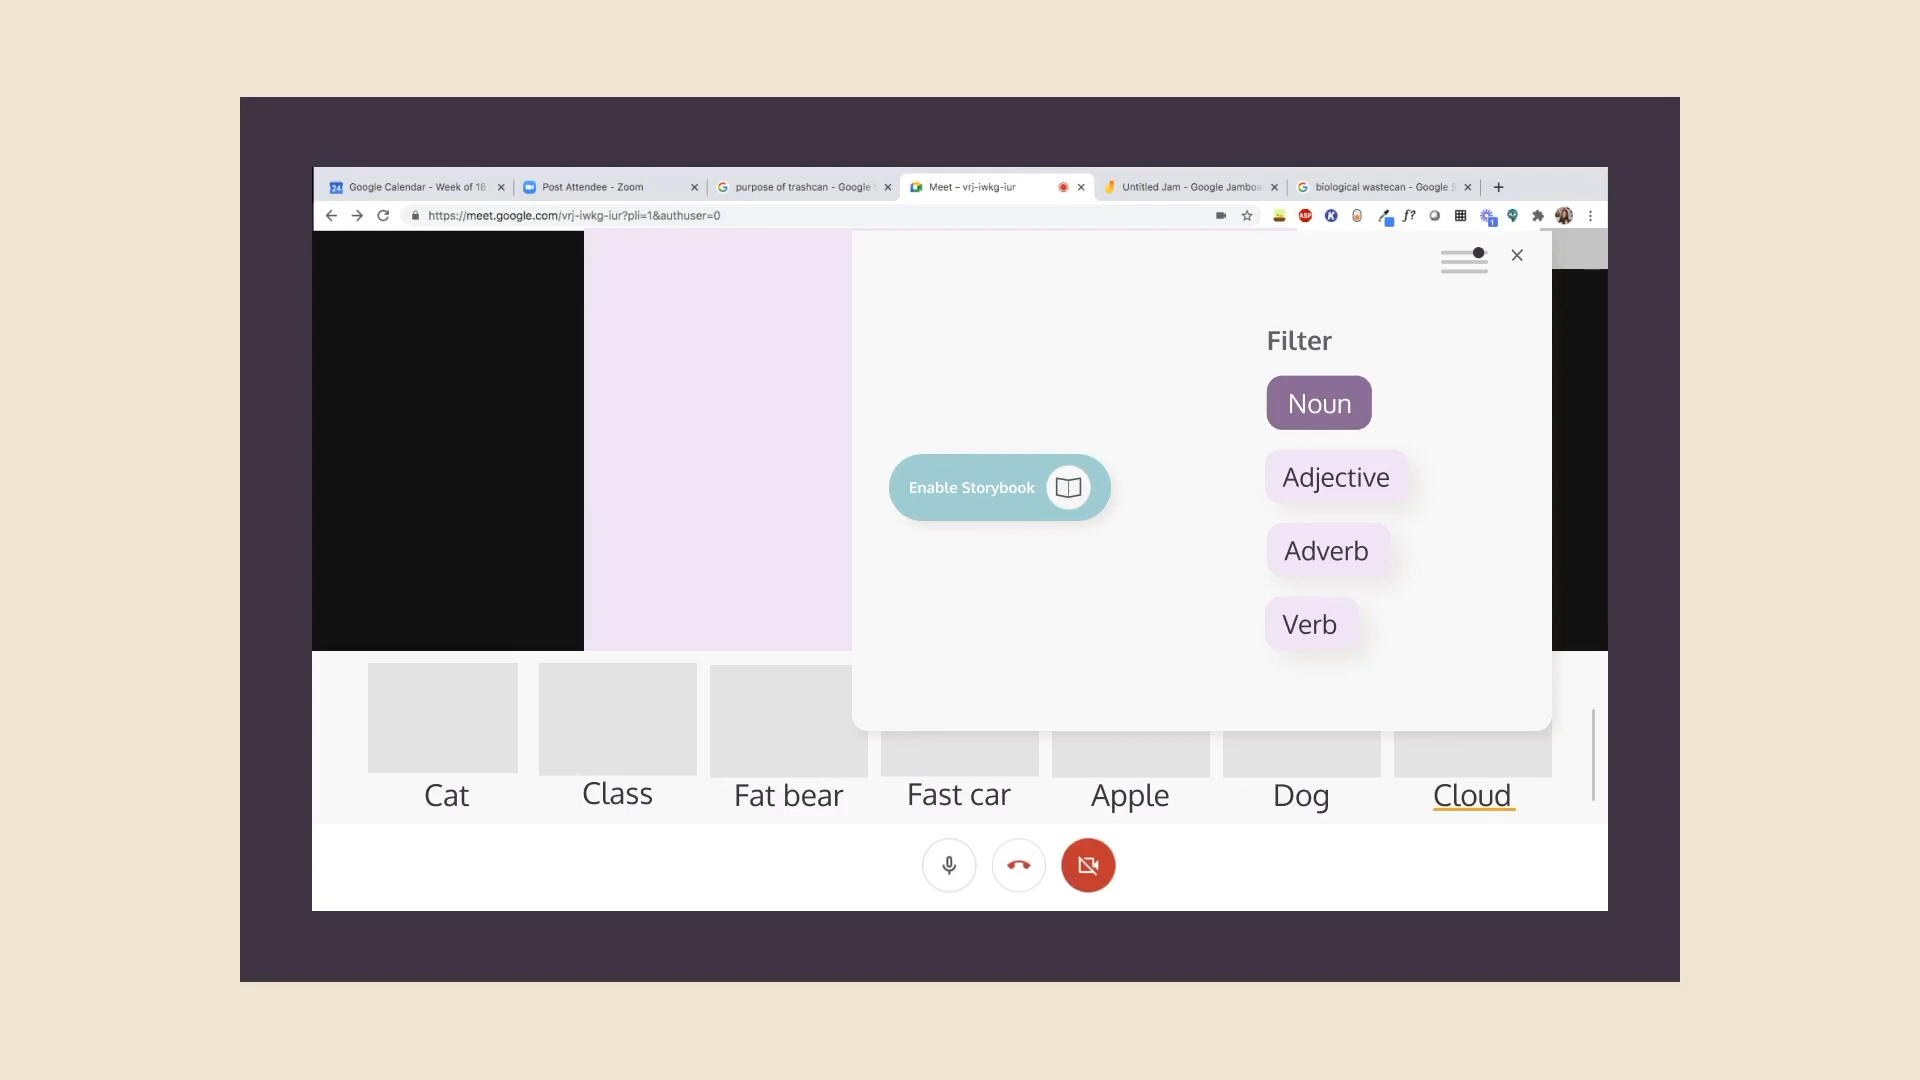 Google Calendar - Week of 18
Post Attendee - Zoom
purpose of trashcan - Google
Meet – vrj-iwkg-iur
Untitled Jam - Google Jamboa
biological wastecan - Google S
https://meet.google.com/vrj-iwkg-iur?pli=1&authuser=0
ABP
K
f?
Filter
Noun
Adjective
Enable Storybook
Adverb
Verb
Cat
Class
Fat bear
Fast car
Apple
Dog
Cloud